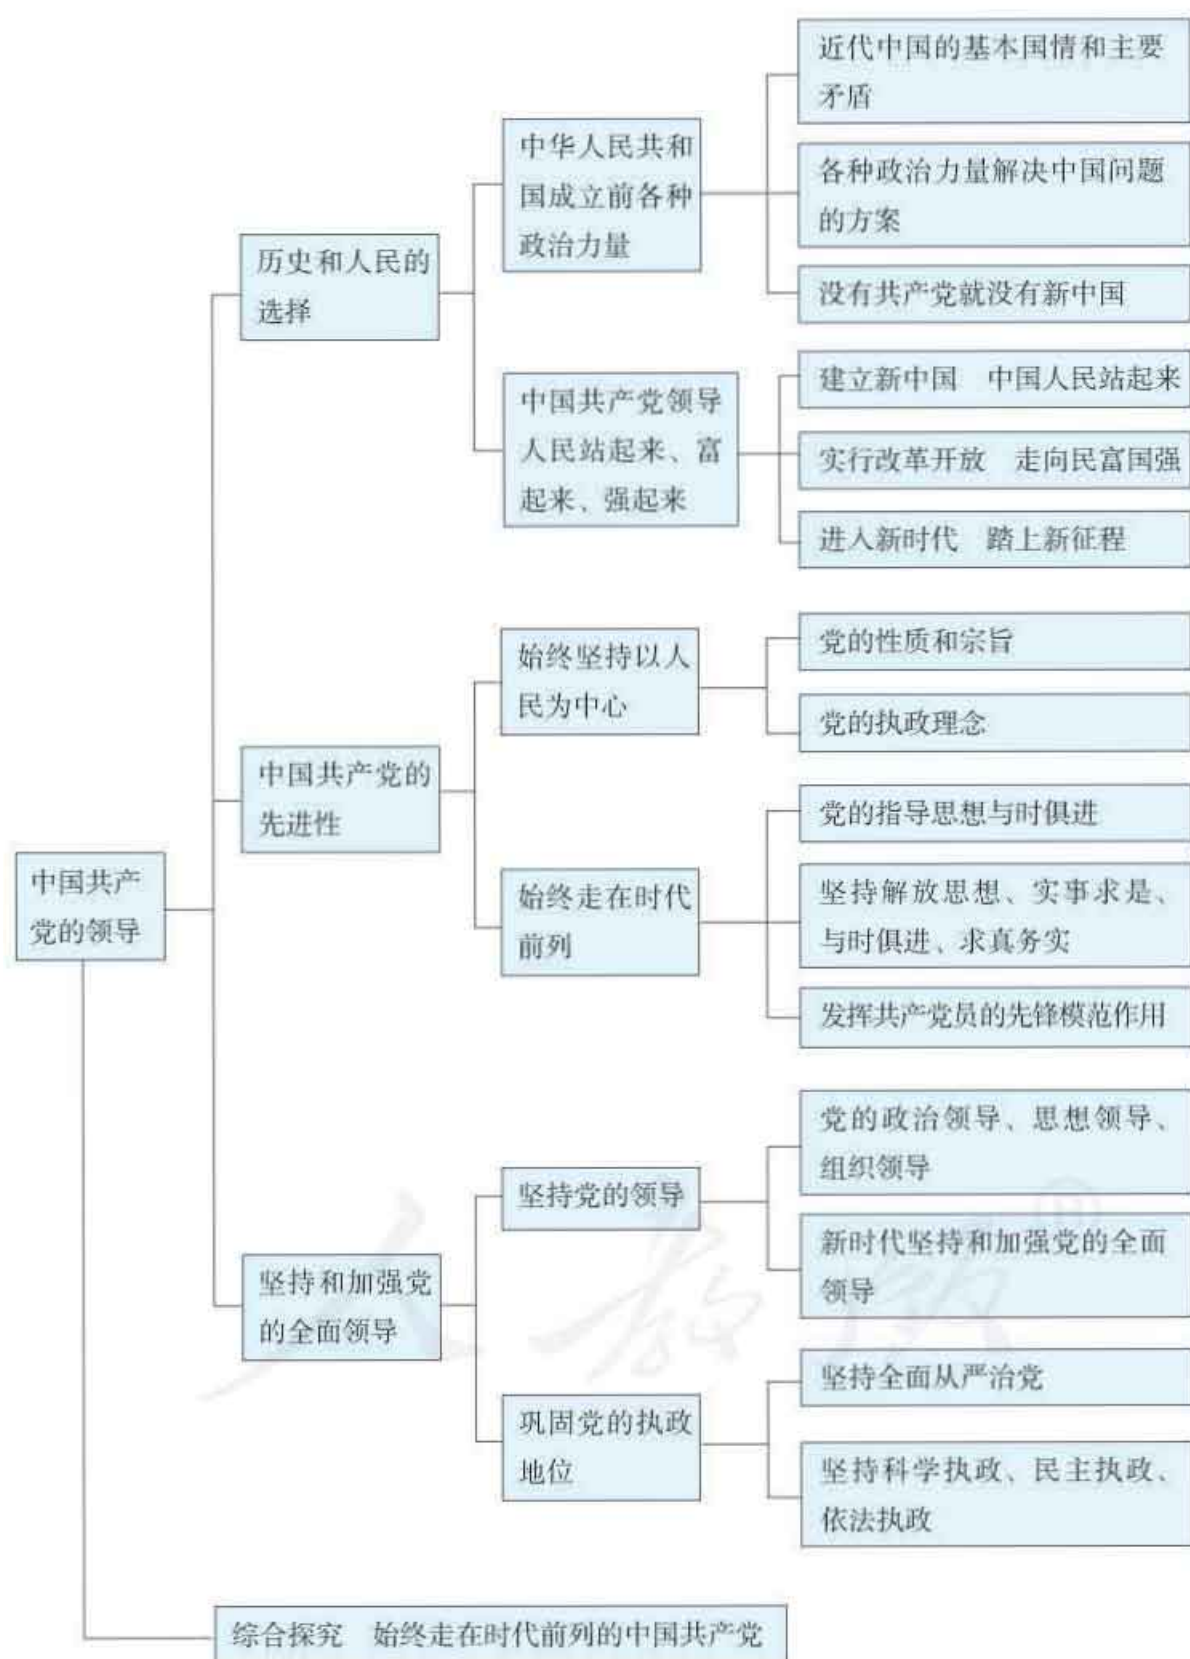 中国共产
党的领导
历史和人民的
选择
中华人民共和
国成立前各种
政治力量
近代中国的基本国情和主要
矛盾
各种政治力量解决中国问题
的方案
没有共产党就没有新中国
中国共产党领导
人民站起来、富
起来、强起来
建立新中国 中国人民站起来
实行改革开放 走向民富国强
进入新时代 踏上新征程
中国共产党的
先进性
始终坚持以人
民为中心
党的性质和宗旨
党的执政理念
始终走在时代
前列
党的指导思想与时俱进
坚持解放思想、实事求是、
与时俱进、求真务实
发挥共产党员的先锋模范作用
坚持和加强党
的全面领导
坚持党的领导
党的政治领导、思想领导、
组织领导
新时代坚持和加强党的全面
领导
巩固党的执政
地位
坚持全面从严治党
坚持科学执政、民主执政、
依法执政
综合探究 始终走在时代前列的中国共产党
人教版